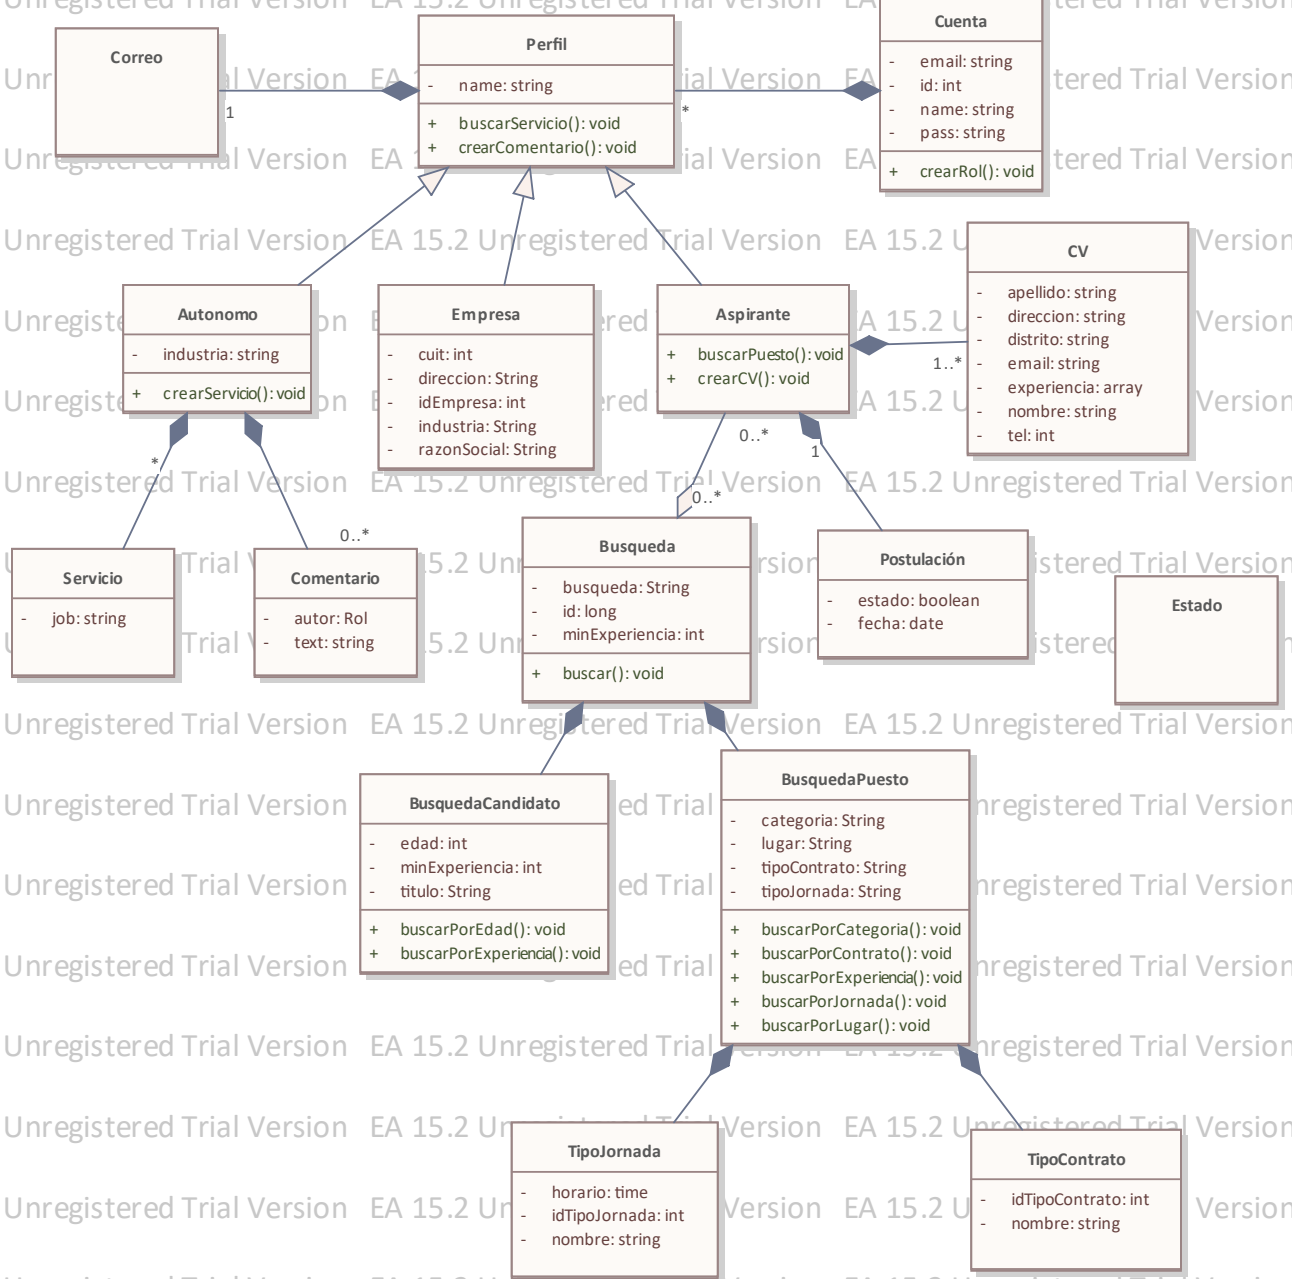 Unregistered Trial Version EA 15.2 Unregistered Trial Version EA 15.2 Unregistered Trial Version
Correo
1
Perfil
- name: string
+ buscarServicio(): void
+ crearComentario(): void
*
Cuenta
- email: string
- id: int
- name: string
- pass: string
+ crearRol(): void
Autonomo
- industria: string
+ crearServicio(): void
Empresa
- cuit: int
- direccion: String
- idEmpresa: int
- industria: String
- razonSocial: String
Aspirante
+ buscarPuesto(): void
+ crearCV(): void
1..*
CV
- apellido: string
- direccion: string
- distrito: string
- email: string
- experiencia: array
- nombre: string
- tel: int
*
0..*
0..*
0..*
1
Servicio
- job: string
Comentario
- autor: Rol
- text: string
Busqueda
- busqueda: String
- id: long
- minExperiencia: int
+ buscar(): void
Postulación
- estado: boolean
- fecha: date
Estado
BusquedaCandidato
- edad: int
- minExperiencia: int
- titulo: String
+ buscarPorEdad(): void
+ buscarPorExperiencia(): void
BusquedaPuesto
- categoria: String
- lugar: String
- tipoContrato: String
- tipoJornada: String
+ buscarPorCategoria(): void
+ buscarPorContrato(): void
+ buscarPorExperiencia(): void
+ buscarPorJornada(): void
+ buscarPorLugar(): void
TipoJornada
- horario: time
- idTipoJornada: int
- nombre: string
TipoContrato
- idTipoContrato: int
- nombre: string